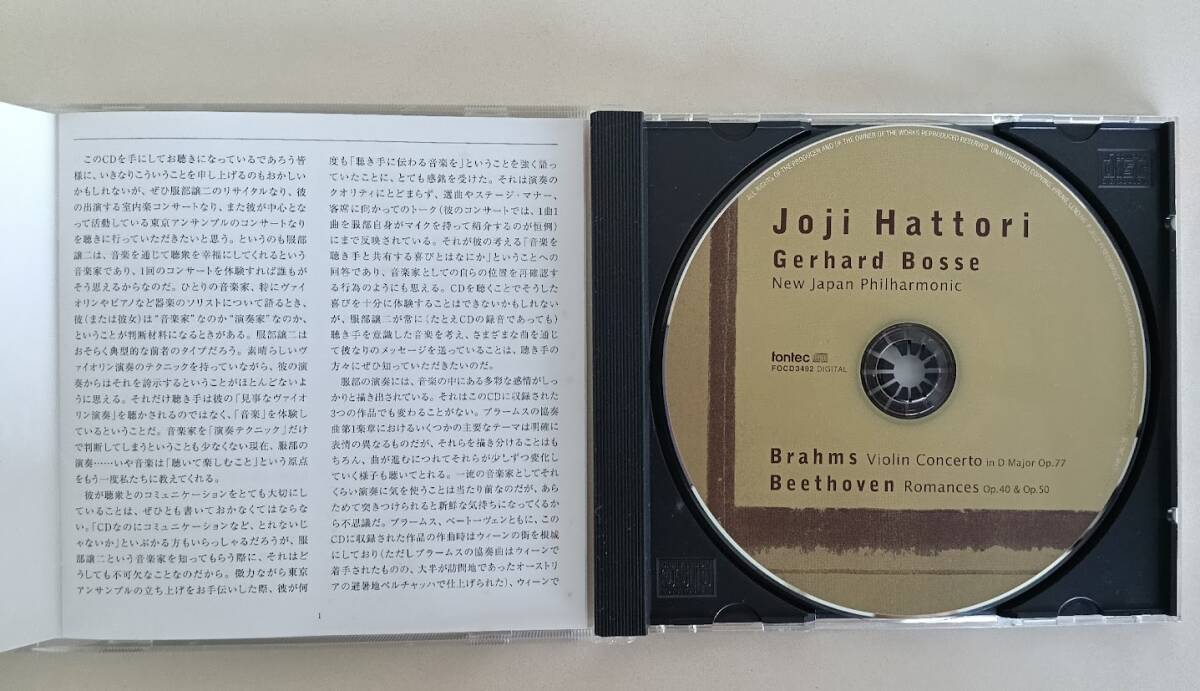 このCDを手にしてお聴きになっているであろう皆
様に、いきなりこういうことを申し上げるのもおかしい
かもしれないが、ぜひ服部譲二のリサイタルなり、彼
の出演する室内楽コンサートなり、また彼が中心とな
って活動している東京アンサンブルのコンサートなり
を聴きに行っていただきたいと思う。というのも服部
譲二は、音楽を通じて聴衆を幸福にしてくれるという
音楽家であり、1回のコンサートを体験すれば誰もが
そう思えるからなのだ。ひとりの音楽家、特にヴァイ
オリンやピアノなど器楽のソリストについて語るとき、
彼(または彼女)は“音楽家”なのか“演奏家”なのか、
ということが判断材料になるときがある。服部譲二は
おそらく典型的な前者のタイプだろう。素晴らしいヴ
ァイオリン演奏のテクニックを持っていながら、彼の演
奏からはそれを誇示するということがほとんどないよ
うに思える。それだけ聴き手は彼の「見事なヴァイオ
リン演奏」を聴かされるのではなく、「音楽」を体験し
ているということだ。音楽家を「演奏テクニック」だけ
で判断してしまうということも少なくない現在、服部の
演奏……いや音楽は「聴いて楽しむこと」という原点
をもう一度私たちに教えてくれる。
彼が聴衆とのコミュニケーションをとても大切にし
ていることは、ぜひとも書いておかなくてはならな
い。「CDなのにコミュニケーションなど、とれないじ
ゃないか」といぶかる方もいらっしゃるだろうが、服
部譲二という音楽家を知ってもらう際に、それはど
うしても不可欠なことなのだから。微力ながら東京
アンサンブルの立ち上げをお手伝いした際、彼が何
1
度も「聴き手に伝わる音楽を」ということを強く語っ
ていたことに、とても感銘を受けた。それは演奏の
クオリティにとどまらず、選曲やステージ・マナー、
客席に向かってのトーク(彼のコンサートでは、1曲1
曲を服部自身がマイクを持って紹介するのが恒例)
にまで反映されている。それが彼の考える「音楽を
聴き手と共有する喜びとはなにか」ということへの
回答であり、音楽家としての自らの位置を再確認す
る行為のようにも思える。CDを聴くことでそうした
喜びを十分に体験することはできないかもしれない
が、服部譲二が常に(たとえCDの録音であっても)
聴き手を意識した音楽を考え、さまざまな曲を通じ
て彼なりのメッセージを送っていることは、聴き手の
方々にぜひ知っていただきたいのだ。
服部の演奏には、音楽の中にある多彩な感情がしっ
かりと描き出されている。それはこのCDに収録された
3つの作品でも変わることがない。ブラームスの協奏
曲第1楽章におけるいくつかの主要なテーマは明確に
表情の異なるものだが、それらを描き分けることはも
ちろん、曲が進むにつれてそれらが少しずつ変化し
ていく様子も聴いてとれる。一流の音楽家としてそれ
くらい演奏に気を使うことは当たり前なのだが、あら
ためて突きつけられると新鮮な気持ちになってくるか
ら不思議だ。ブラームス、ベートーヴェンともに、この
CDに収録された作品の作曲時はウィーンの街を根城
にしており(ただしブラームスの協奏曲はウィーンで
着手されたものの、大半が訪問地であったオーストリ
アの避暑地ペルチャッハで仕上げられた)、ウィーンで
ALL RIGHTS OF THE PRODUCER AND OF THE OWNER OF THE WORKS REPRODUCED RESERVED. UNAUTHORIZED COPYING,
Joji Hattori
Gerhard Bosse
New Japan Philharmonic
fontec
FOCD3492 DIGITAL
Brahms Violin Concerto in D Major Op.77
Beethoven Romances Op.40 & Op.50